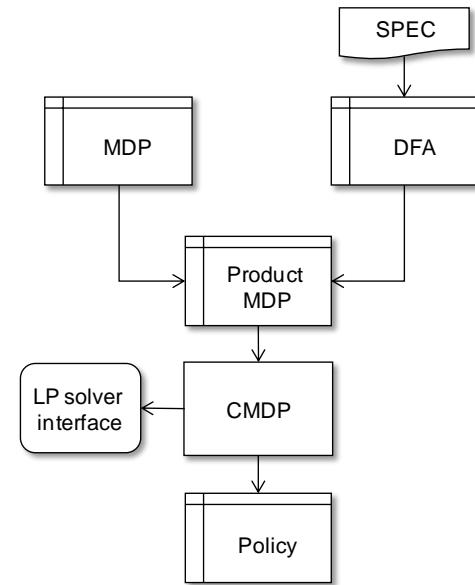 SPEC
MDP
DFA
Product
MDP
LP solver
interface
CMDP
Policy